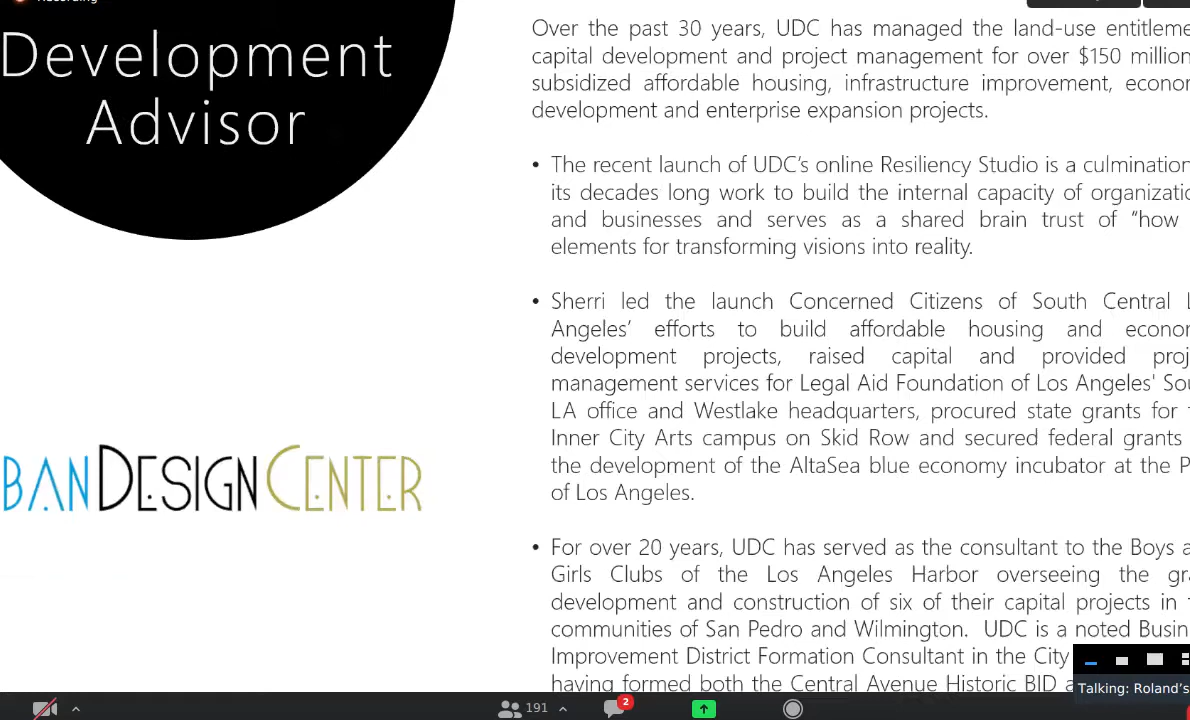 Development
Advisor
BAN DESIGN CENTER
Over the past 30 years, UDC has managed the land-use entitleme
capital development and project management for over $150 million
subsidized affordable housing, infrastructure improvement, econo
development and enterprise expansion projects.
• The recent launch of UDC’s online Resiliency Studio is a culmination
its decades long work to build the internal capacity of organizatio
and businesses and serves as a shared brain trust of “how
elements for transforming visions into reality.
• Sherri led the launch Concerned Citizens of South Central L
Angeles’ efforts to build affordable housing and econo
development projects, raised capital and provided proj
management services for Legal Aid Foundation of Los Angeles' Sou
LA office and Westlake headquarters, procured state grants for
Inner City Arts campus on Skid Row and secured federal grants
the development of the AltaSea blue economy incubator at the P
of Los Angeles.
• For over 20 years, UDC has served as the consultant to the Boys a
Girls Clubs of the Los Angeles Harbor overseeing the gra
development and construction of six of their capital projects in
communities of San Pedro and Wilmington. UDC is a noted Busin
Improvement District Formation Consultant in the City
having formed both the Central Avenue Historic BID a
Talking: Roland’s
191
2